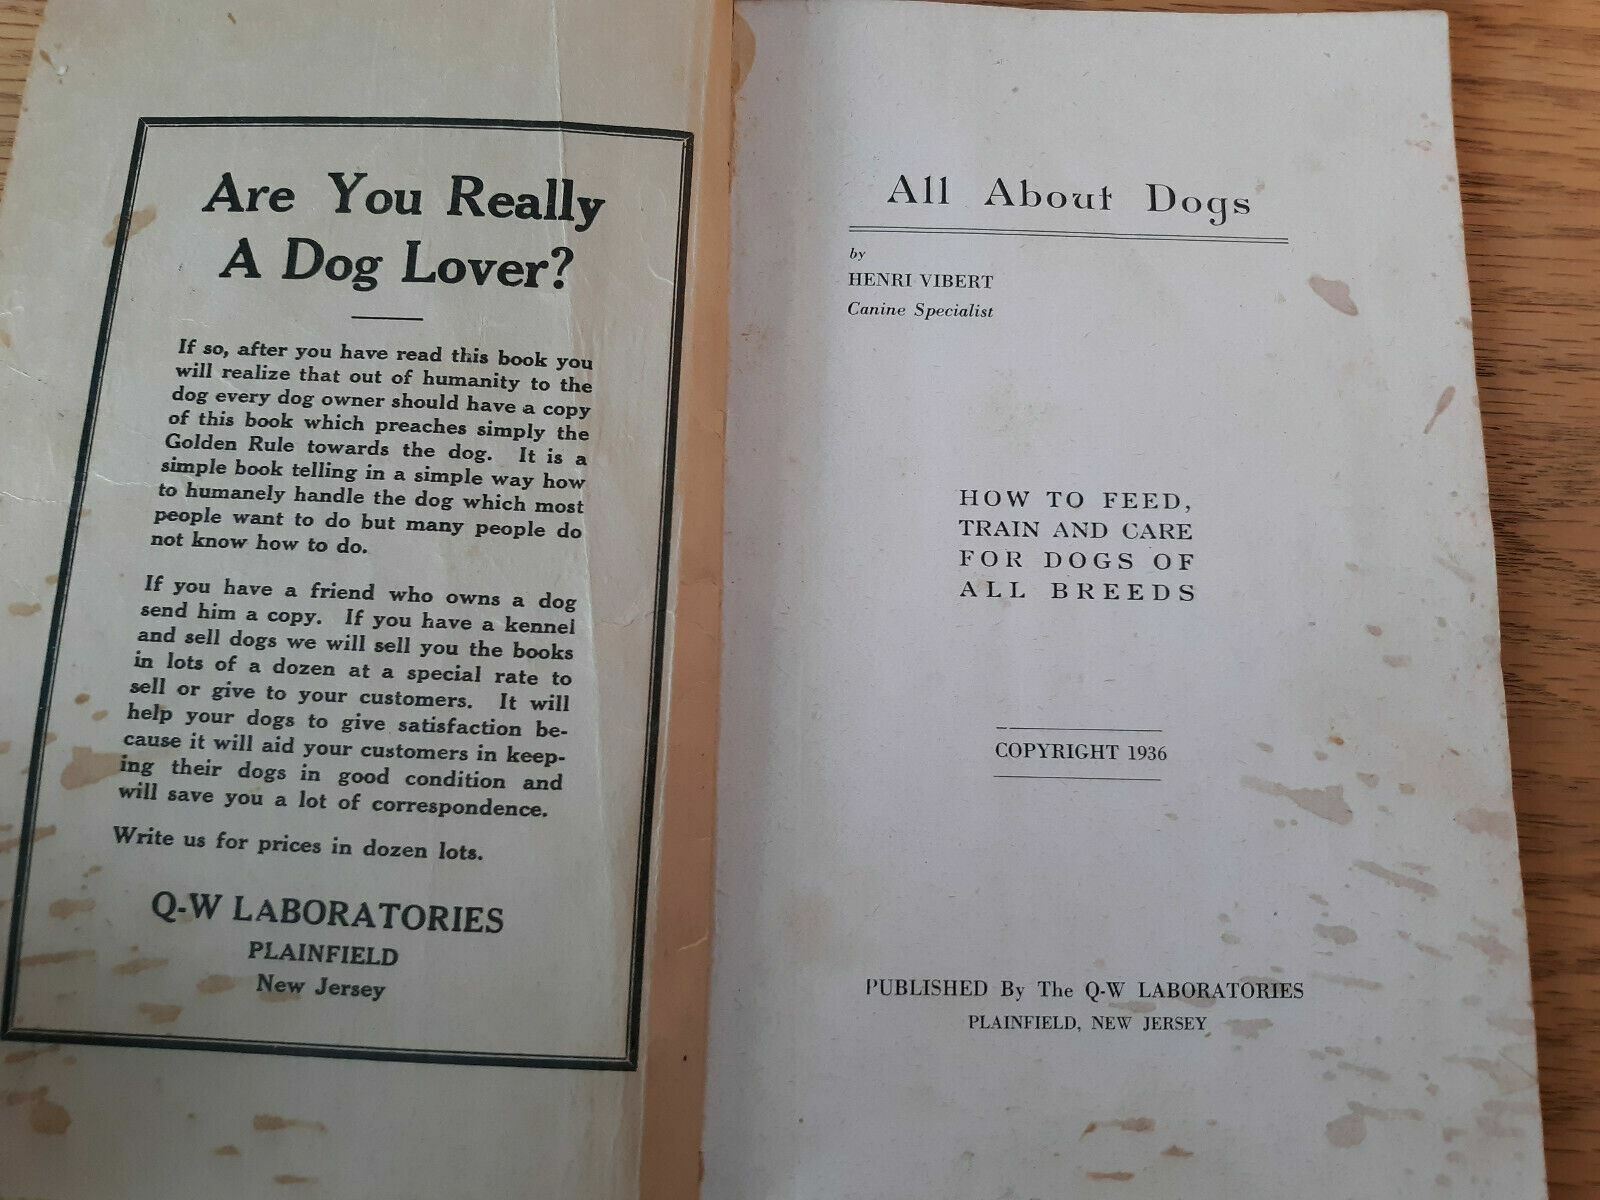 Are You Really
A Dog Lover?
If so, after you have read this book you
will realize that out of humanity to the
dog every dog owner should have a copy
of this book which preaches simply the
Golden Rule towards the dog. It is a
simple book telling in a simple way how
to humanely handle the dog which most
people want to do but many people do
not know how to do.
If you have a friend who owns a dog
send him a copy. If you have a kennel
and sell dogs we will sell you the books
in lots of a dozen at a special rate to
sell or give to your customers. It will
help your dogs to give satisfaction be-
cause it will aid your customers in keep-
ing their dogs in good condition and
will save you a lot of correspondence.
Write us for prices in dozen lots.
Q-W LABORATORIES
PLAINFIELD
New Jersey
All About Dogs
by
HENRI VIBERT
Canine Specialist
HOW TO FEED,
TRAIN AND CARE
FOR DOGS OF
ALL BREEDS
COPYRIGHT 1936
PUBLISHED By The Q-W LABORATORIES
PLAINFIELD, NEW JERSEY